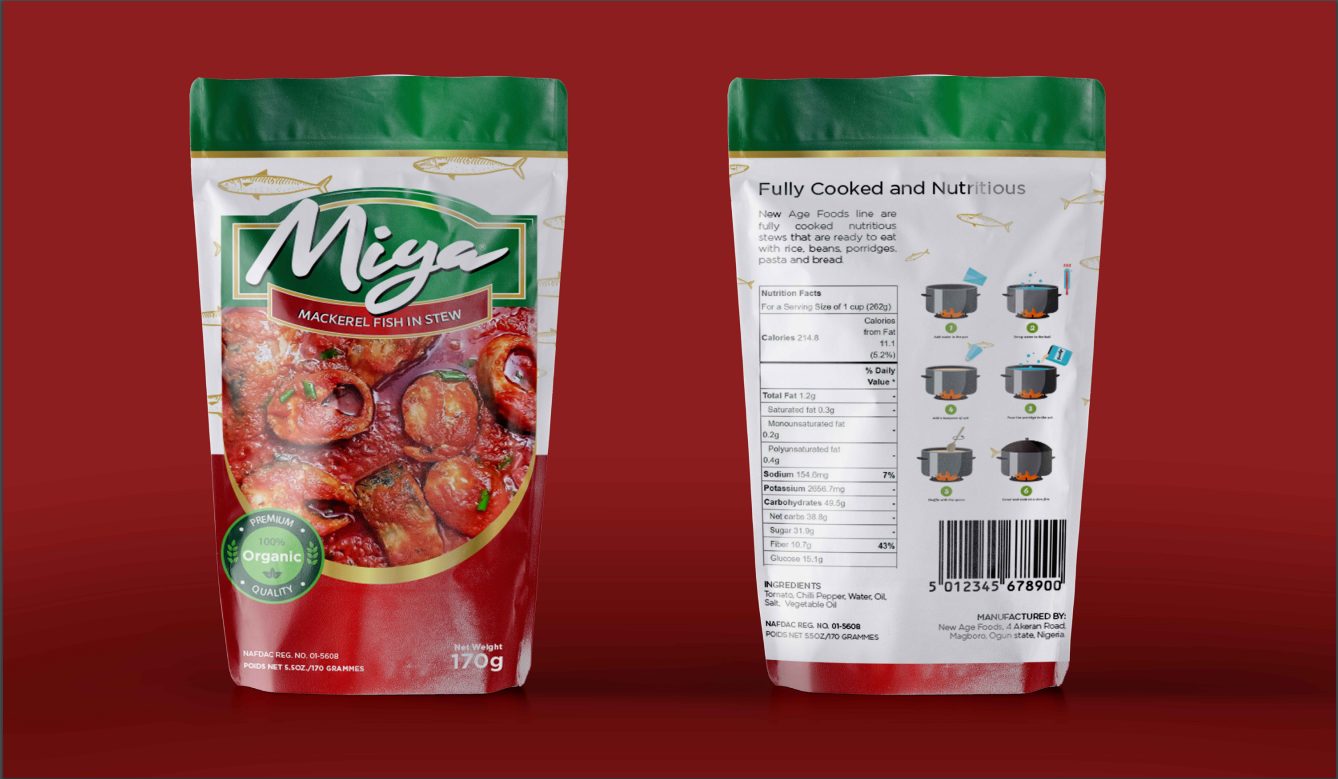 Miya
MACKEREL FISH IN STEW
PREMIUM
100%
Organic
QUALITY
NAFDAC REG. NO. 01-5608
POIDS NET 5.5OZ./170 GRAMMES
Net Weight
170g
Fully Cooked and Nutritious
New Age Foods line are
fully cooked nutritious
stews that are ready to eat
with rice, beans, porridges,
pasta and bread.
Nutrition Facts
For a Serving Size of 1 cup (262g)
Calories 214.8
Calories
from Fat
11.1
(5.2%)
% Daily
Value *
Total Fat 1.2g -
Saturated fat 0.3g -
Monounsaturated fat
0.2g -
Polyunsaturated fat
0.4g -
Sodium 154.6mg 7%
Potassium 2656.7mg -
Carbohydrates 49.5g -
Net carbs 38.8g -
Sugar 31.9g -
Fiber 10.7g 43%
Glucose 15.1g
INGREDIENTS
Tomato, Chilli Pepper, Water, Oil,
Salt, Vegetable Oil
NAFDAC REG. NO. 01-5608
POIDS NET 5.5OZ/170 GRAMMES
1
2
4
3
5
6
5 012345 678900
MANUFACTURED BY:
New Age Foods, 4 Akeran Road,
Magboro, Ogun state, Nigeria